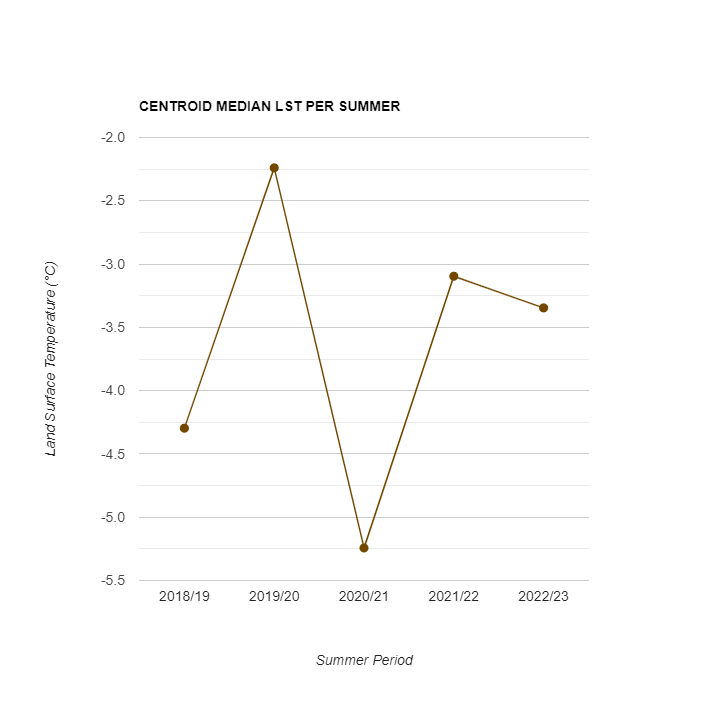 CENTROID MEDIAN LST PER SUMMER
-2.0
-2.5
-3.0
-3.5
-4.0
-4.5
-5.0
-5.5
Land Surface Temperature (°C)
2018/19 2019/20 2020/21 2021/22 2022/23
Summer Period